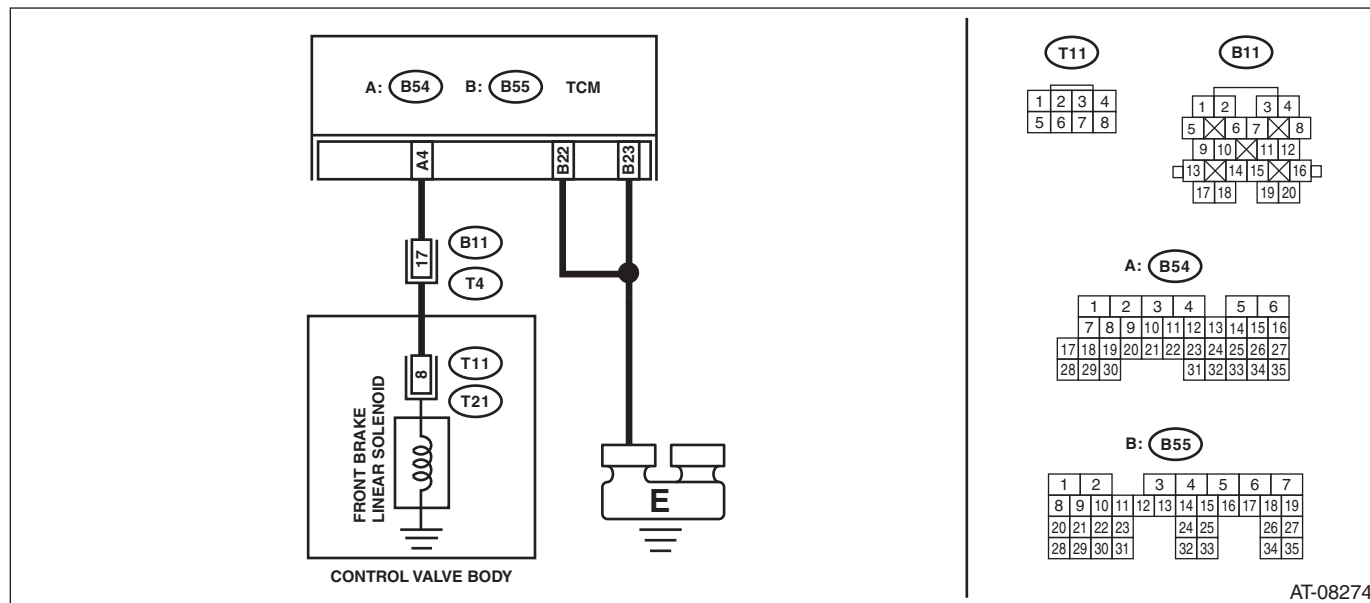 A: B54 B: B55 TCM
A4 B22 B23
17
B11
T4
8
T11
T21
FRONT BRAKE
LINEAR SOLENOID
CONTROL VALVE BODY
E
T11
1 2 3 4
5 6 7 8
B11
1 2 3 4
5 6 7 8
9 10 11 12
13 14 15 16
17 18 19 20
A: B54
1 2 3 4 5 6
7 8 9 10 11 12 13 14 15 16
17 18 19 20 21 22 23 24 25 26 27
28 29 30 31 32 33 34 35
B: B55
1 2 3 4 5 6 7
8 9 10 11 12 13 14 15 16 17 18 19
20 21 22 23 24 25 26 27
28 29 30 31 32 33 34 35
AT-08274